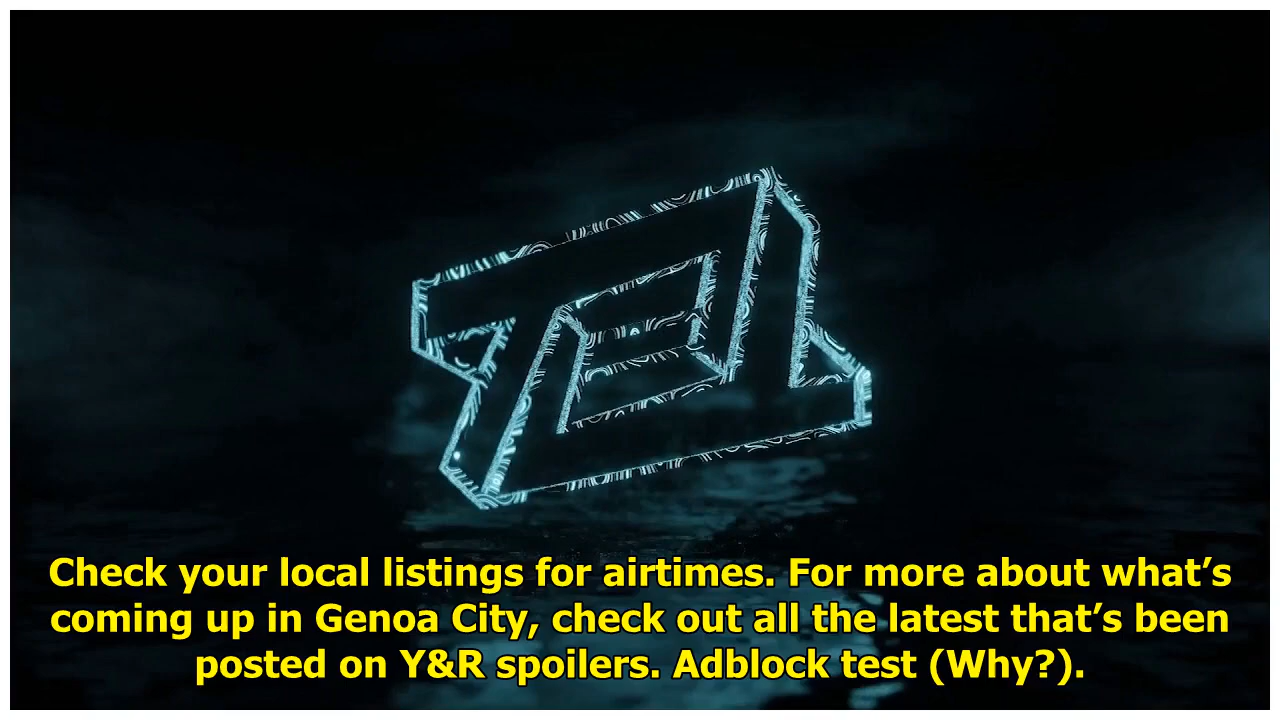 Check your local listings for airtimes. For more about what’s
coming up in Genoa City, check out all the latest that’s been
posted on Y&R spoilers. Adblock test (Why?).